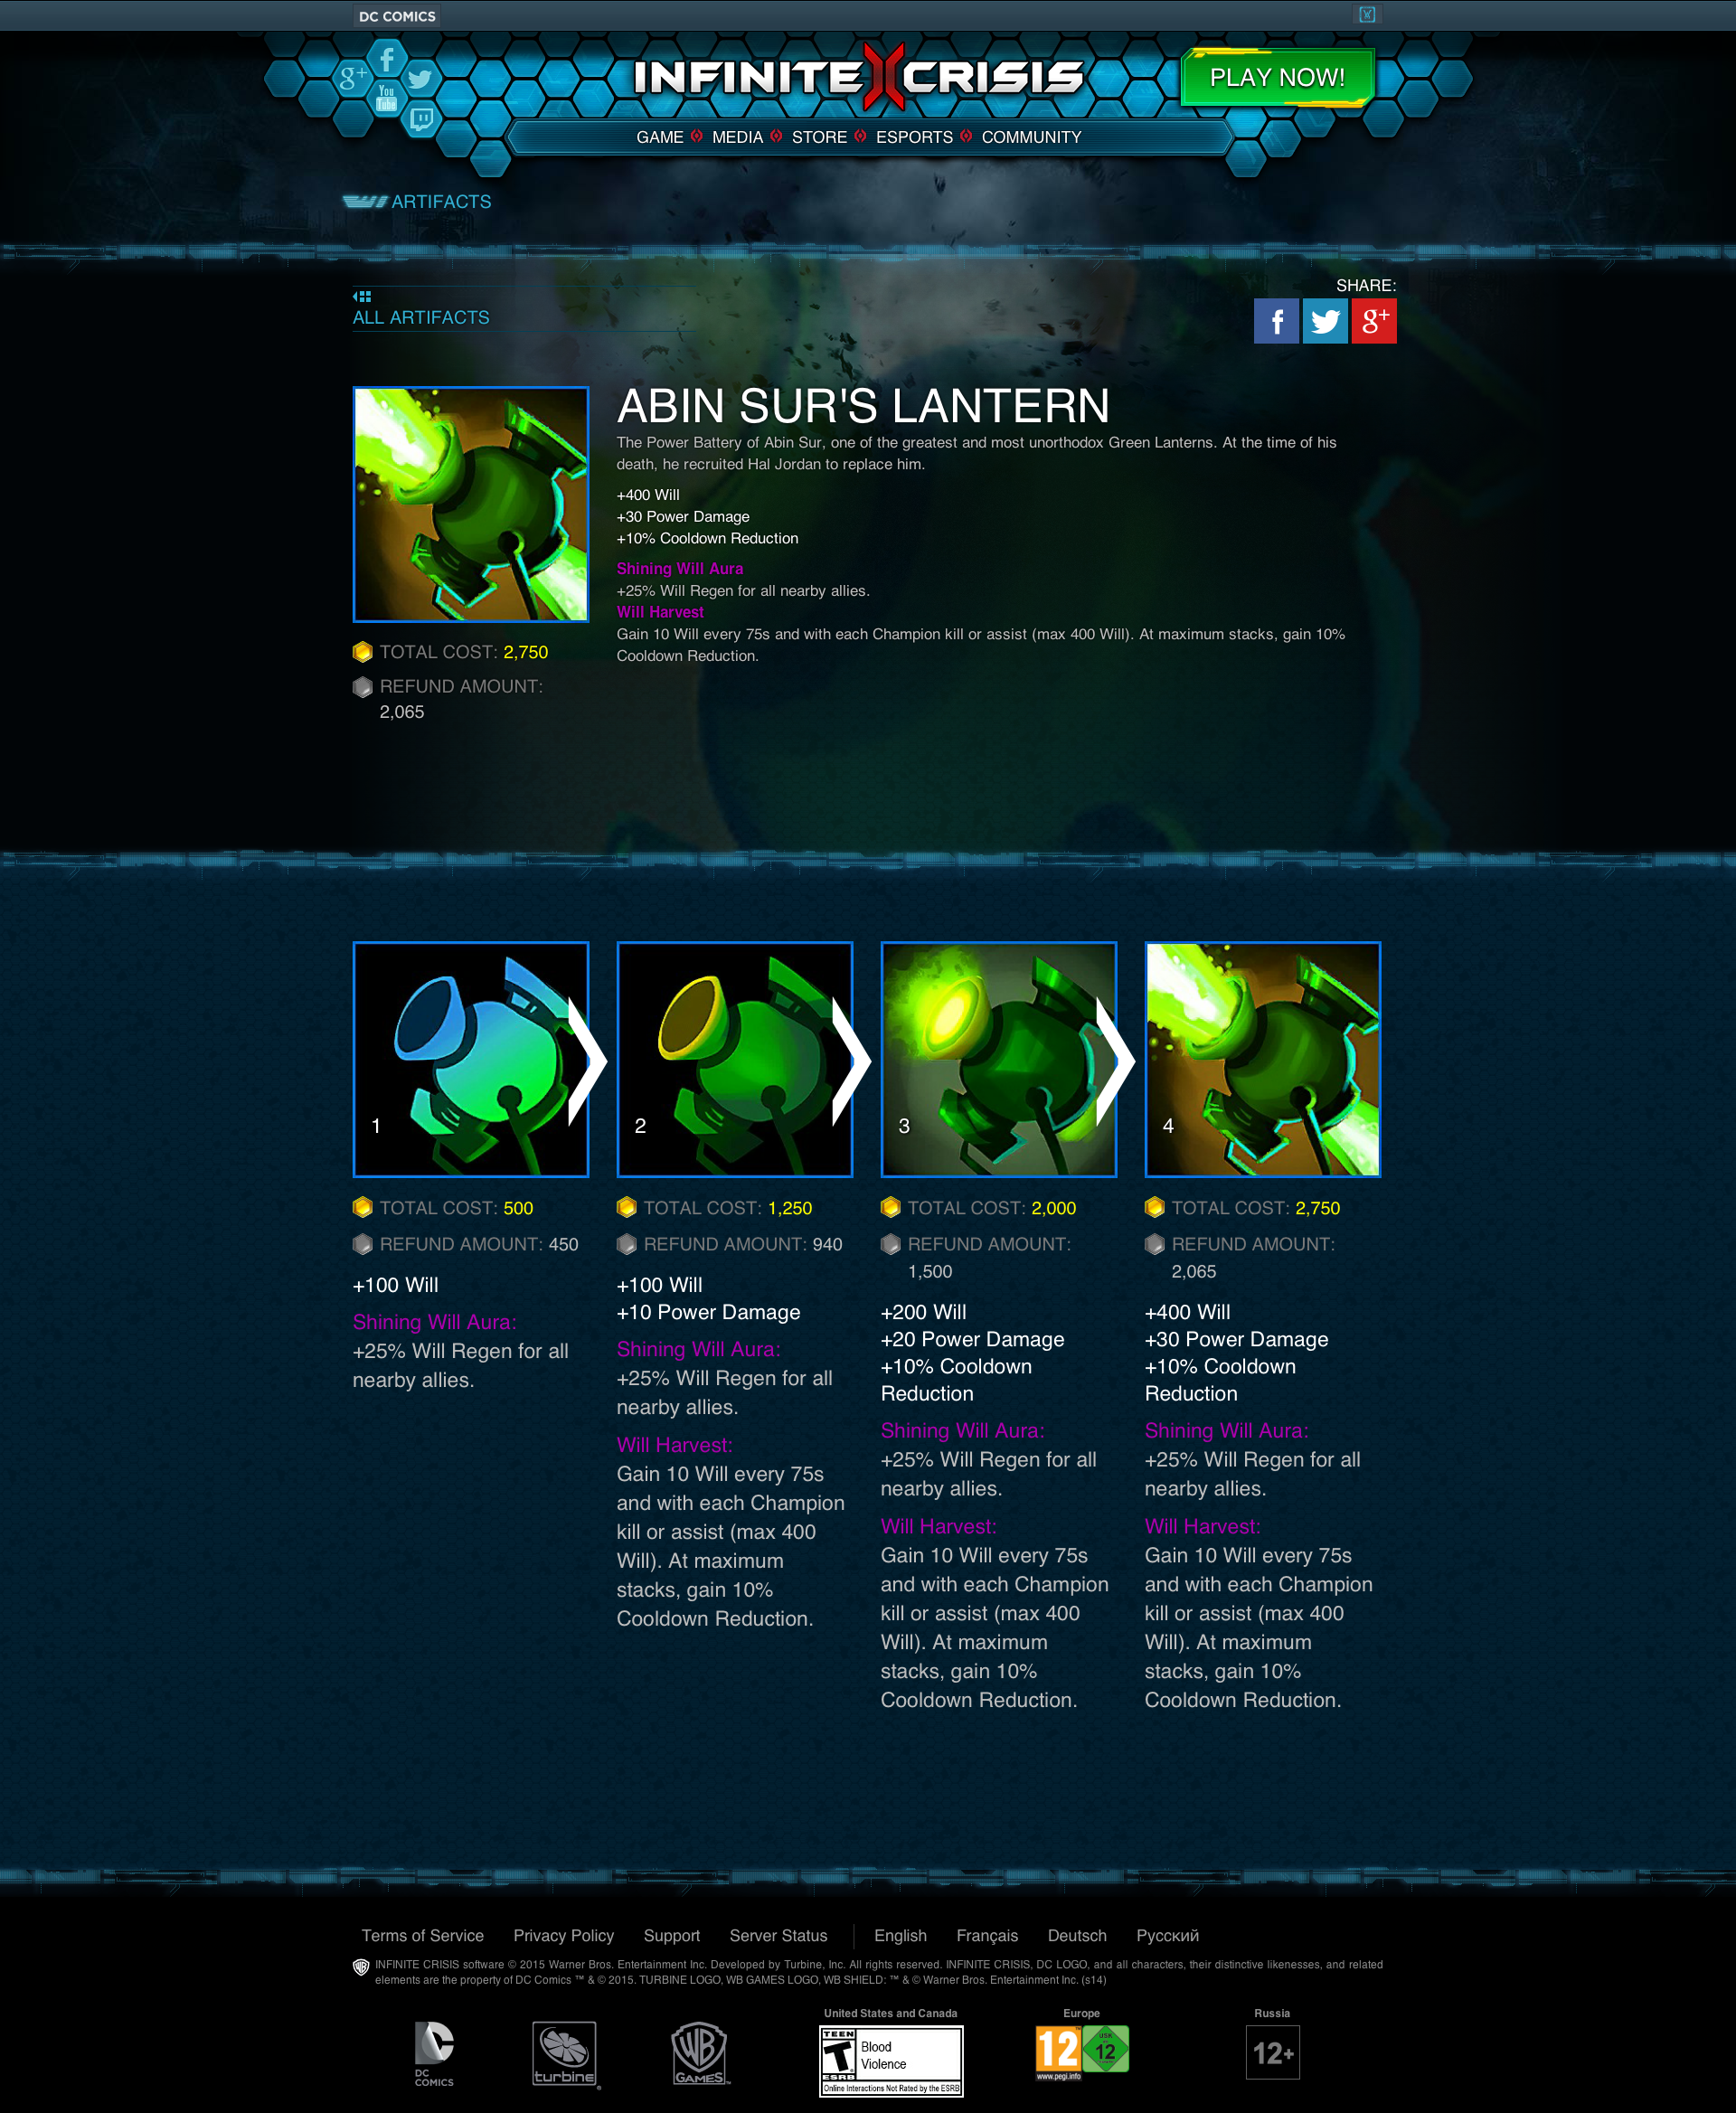 DC COMICS
g+
f
You
Tube
INFINITE CRISIS
PLAY NOW!
GAME MEDIA STORE ESPORTS COMMUNITY
ARTIFACTS
ALL ARTIFACTS
SHARE:
f g+
ABIN SUR'S LANTERN
The Power Battery of Abin Sur, one of the greatest and most unorthodox Green Lanterns. At the time of his
death, he recruited Hal Jordan to replace him.
+400 Will
+30 Power Damage
+10% Cooldown Reduction
Shining Will Aura
+25% Will Regen for all nearby allies.
Will Harvest
Gain 10 Will every 75s and with each Champion kill or assist (max 400 Will). At maximum stacks, gain 10%
Cooldown Reduction.
TOTAL COST: 2,750
REFUND AMOUNT:
2,065
1
TOTAL COST: 500
REFUND AMOUNT: 450
+100 Will
Shining Will Aura:
+25% Will Regen for all
nearby allies.
2
TOTAL COST: 1,250
REFUND AMOUNT: 940
+100 Will
+10 Power Damage
Shining Will Aura:
+25% Will Regen for all
nearby allies.
Will Harvest:
Gain 10 Will every 75s
and with each Champion
kill or assist (max 400
Will). At maximum
stacks, gain 10%
Cooldown Reduction.
3
TOTAL COST: 2,000
REFUND AMOUNT:
1,500
+200 Will
+20 Power Damage
+10% Cooldown
Reduction
Shining Will Aura:
+25% Will Regen for all
nearby allies.
Will Harvest:
Gain 10 Will every 75s
and with each Champion
kill or assist (max 400
Will). At maximum
stacks, gain 10%
Cooldown Reduction.
4
TOTAL COST: 2,750
REFUND AMOUNT:
2,065
+400 Will
+30 Power Damage
+10% Cooldown
Reduction
Shining Will Aura:
+25% Will Regen for all
nearby allies.
Will Harvest:
Gain 10 Will every 75s
and with each Champion
kill or assist (max 400
Will). At maximum
stacks, gain 10%
Cooldown Reduction.
Terms of Service Privacy Policy Support Server Status English Français Deutsch Русский
INFINITE CRISIS software © 2015 Warner Bros. Entertainment Inc. Developed by Turbine, Inc. All rights reserved. INFINITE CRISIS, DC LOGO, and all characters, their distinctive likenesses, and related
elements are the property of DC Comics ™ & © 2015. TURBINE LOGO, WB GAMES LOGO, WB SHIELD: ™ & © Warner Bros. Entertainment Inc. (s14)
DC
COMICS
turbine
WB
GAMES™
United States and Canada
TEEN
T
ESRB
Blood
Violence
Online Interactions Not Rated by the ESRB
Europe
12
www.pegi.info
USK
12
Russia
12+